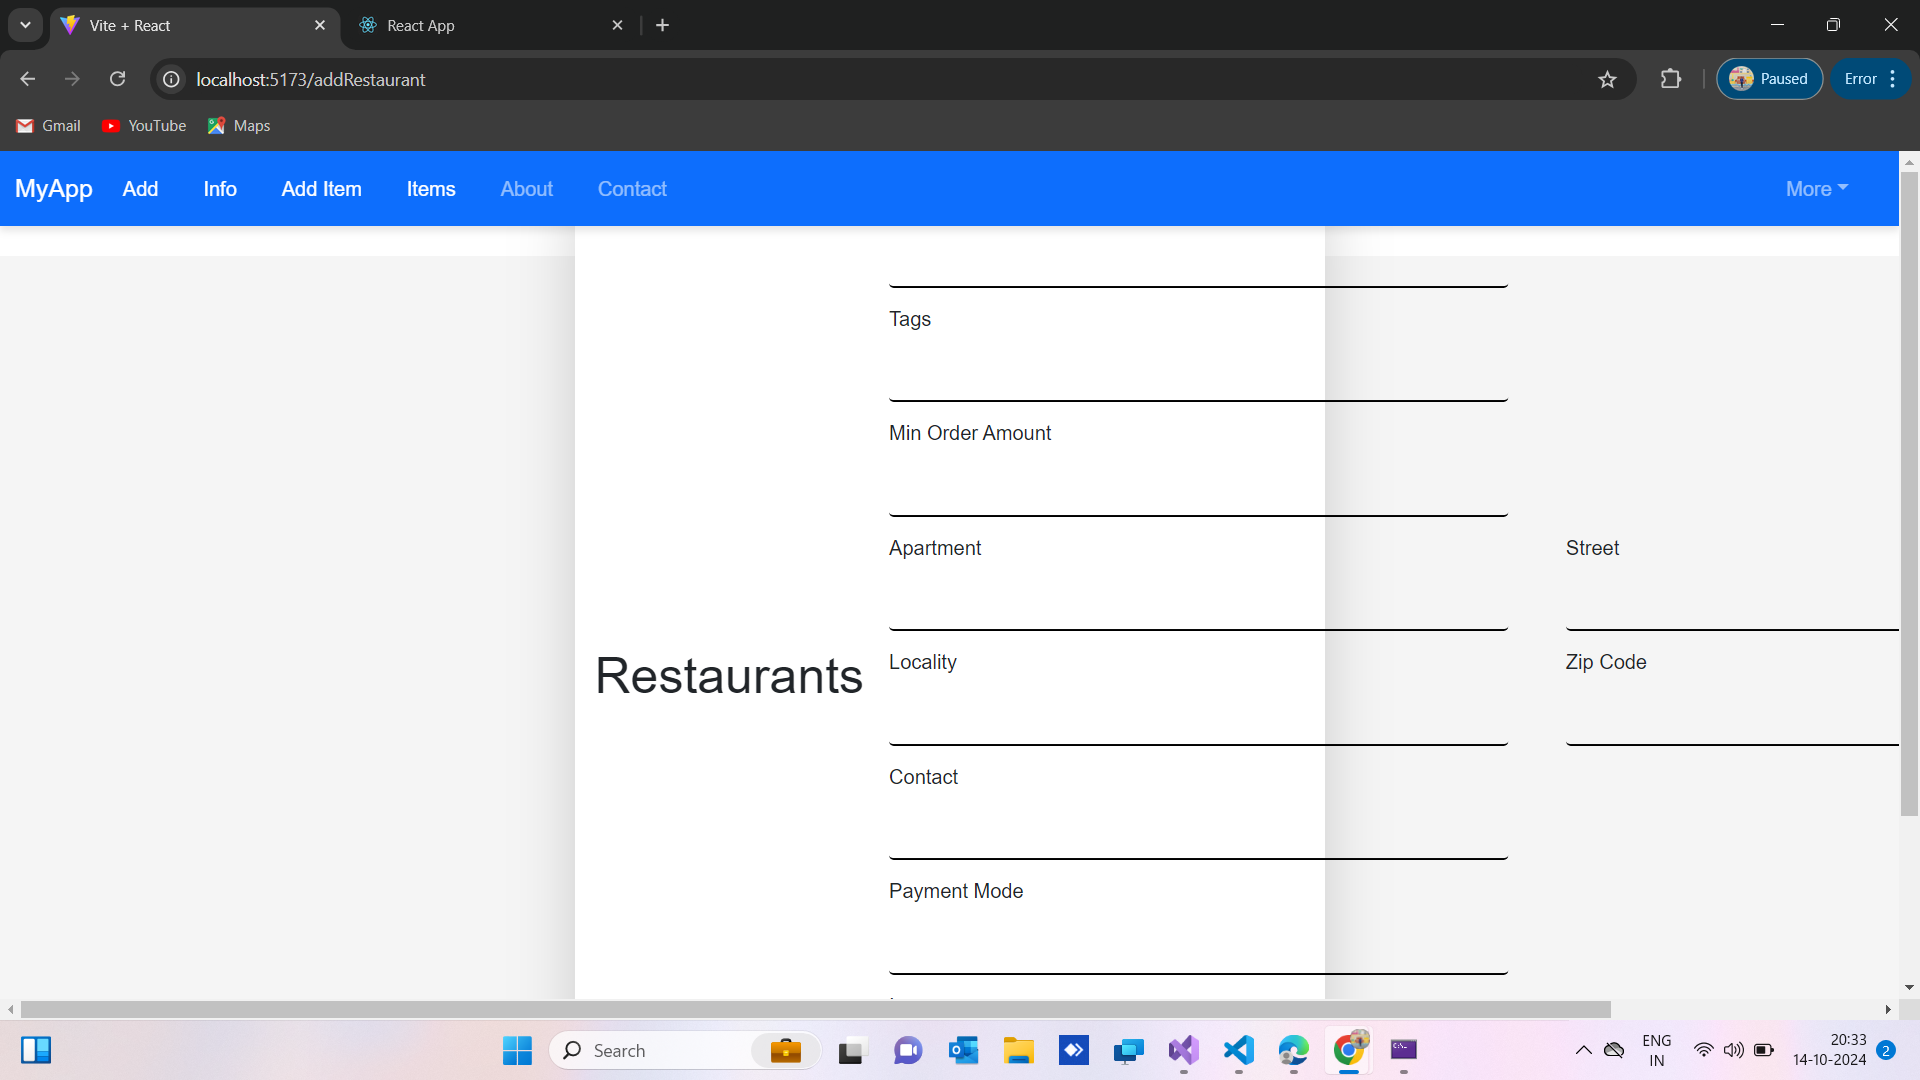 Vite + React
React App
localhost:5173/addRestaurant
Paused
Error
Gmail
YouTube
Maps
MyApp
Add
Info
Add Item
Items
About
Contact
More
Tags
Min Order Amount
Apartment
Street
Restaurants
Locality
Zip Code
Contact
Payment Mode
Search
ENG
IN
20:33
14-10-2024
2